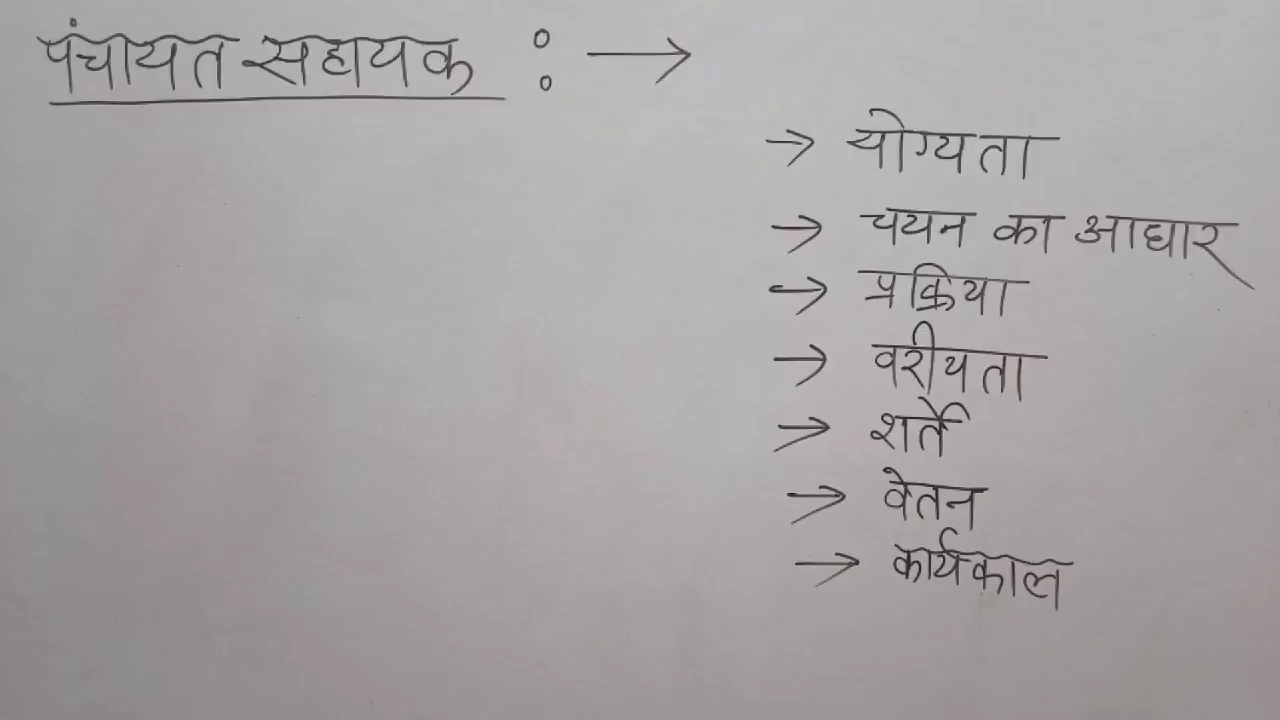 पंचायत सहायक : →
→ योग्यता
→ चयन का आधार
→ प्रक्रिया
→ वरीयता
→ शर्ते
→ वेतन
→ कार्यकाल